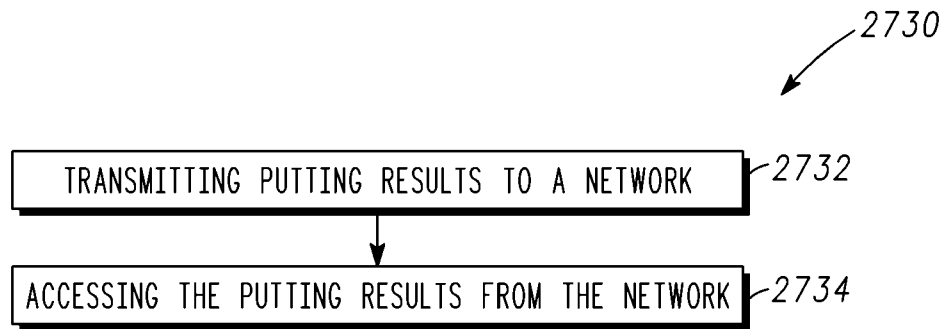 2730
TRANSMITTING PUTTING RESULTS TO A NETWORK
2732
ACCESSING THE PUTTING RESULTS FROM THE NETWORK
2734